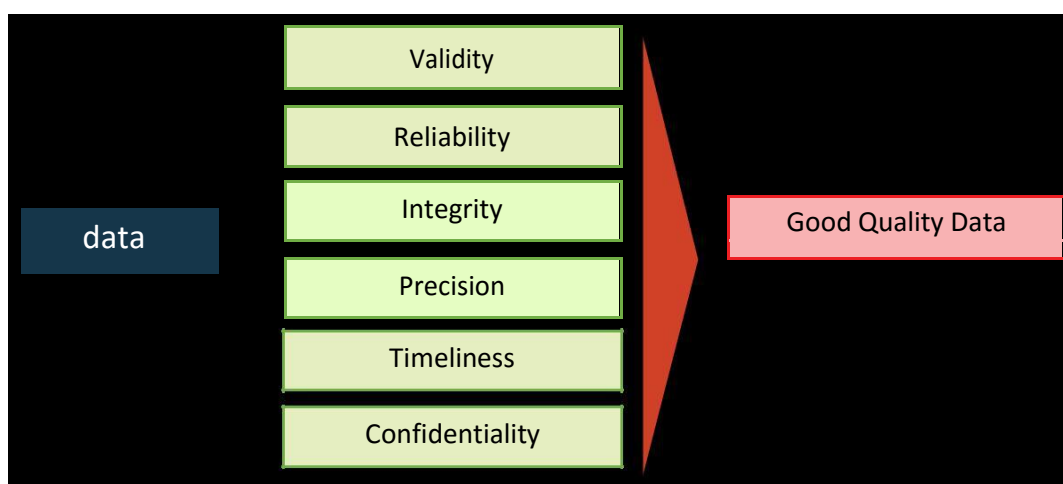 data
Validity
Reliability
Integrity
Precision
Timeliness
Confidentiality
Good Quality Data